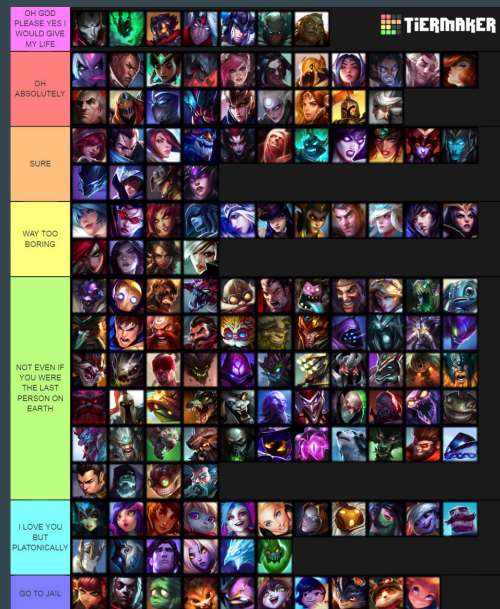 OH GOD
PLEASE YES I
WOULD GIVE
MY LIFE
TiERMAKER
OH
ABSOLUTELY
SURE
WAY TOO
BORING
NOT EVEN IF
YOU WERE
THE LAST
PERSON ON
EARTH
I LOVE YOU
BUT
PLATONICALLY
GO TO JAIL